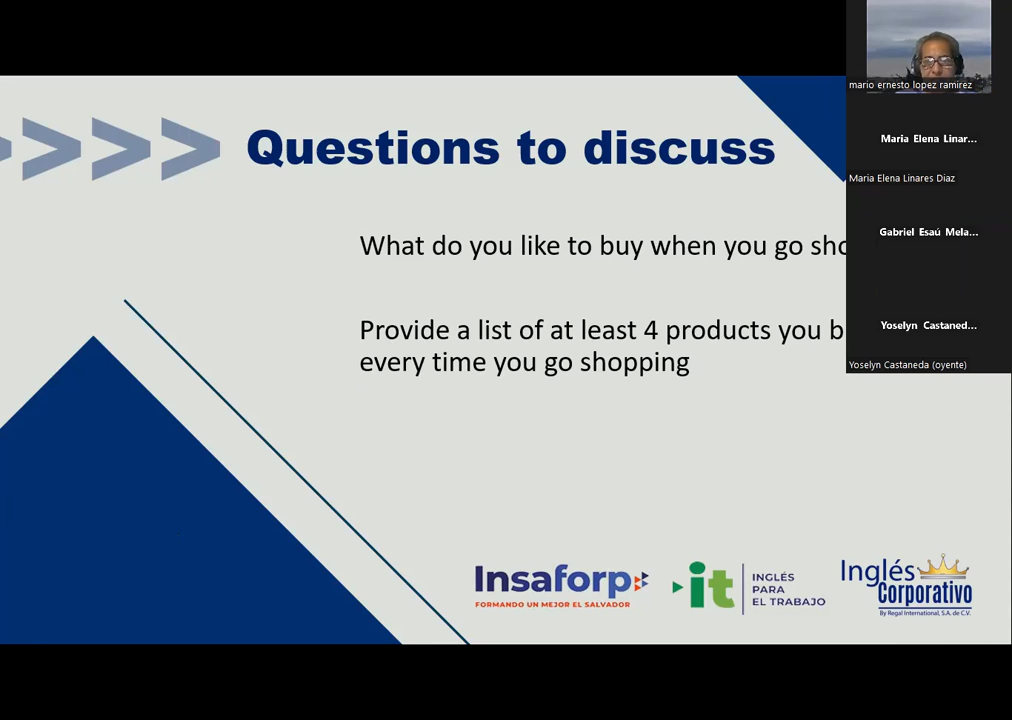 Questions to discuss
What do you like to buy when you go sho
Provide a list of at least 4 products you b
every time you go shopping
mario ernesto lopez ramirez
Maria Elena Linar...
Maria Elena Linares Diaz
Gabriel Esaú Mela...
Yoselyn Castaned...
Yoselyn Castaneda (oyente)
Insaforp
FORMANDO UN MEJOR EL SALVADOR
it
INGLÉS
PARA
EL TRABAJO
Inglés
Corporativo
By Regal International, S.A. de C.V.